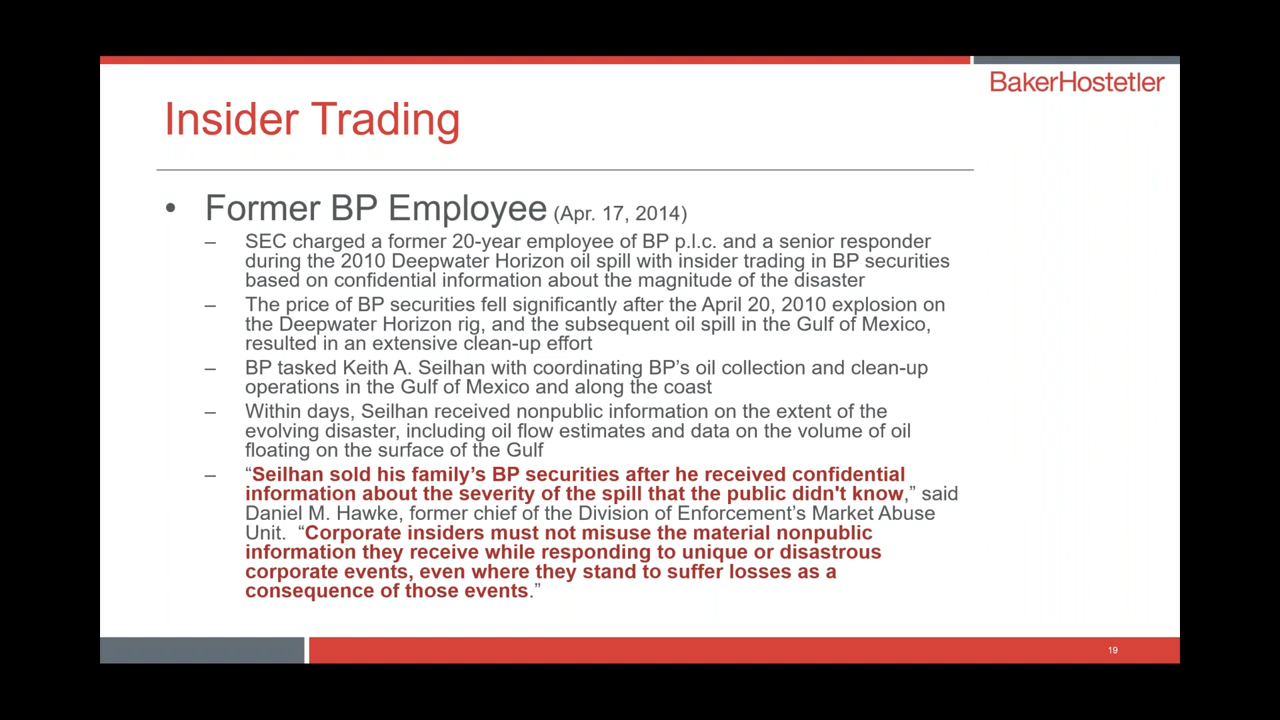 BakerHostetler
Insider Trading
• Former BP Employee (Apr. 17, 2014)
– SEC charged a former 20-year employee of BP p.l.c. and a senior responder
during the 2010 Deepwater Horizon oil spill with insider trading in BP securities
based on confidential information about the magnitude of the disaster
– The price of BP securities fell significantly after the April 20, 2010 explosion on
the Deepwater Horizon rig, and the subsequent oil spill in the Gulf of Mexico,
resulted in an extensive clean-up effort
– BP tasked Keith A. Seilhan with coordinating BP’s oil collection and clean-up
operations in the Gulf of Mexico and along the coast
– Within days, Seilhan received nonpublic information on the extent of the
evolving disaster, including oil flow estimates and data on the volume of oil
floating on the surface of the Gulf
– “Seilhan sold his family’s BP securities after he received confidential
information about the severity of the spill that the public didn't know,” said
Daniel M. Hawke, former chief of the Division of Enforcement’s Market Abuse
Unit. “Corporate insiders must not misuse the material nonpublic
information they receive while responding to unique or disastrous
corporate events, even where they stand to suffer losses as a
consequence of those events.”
19